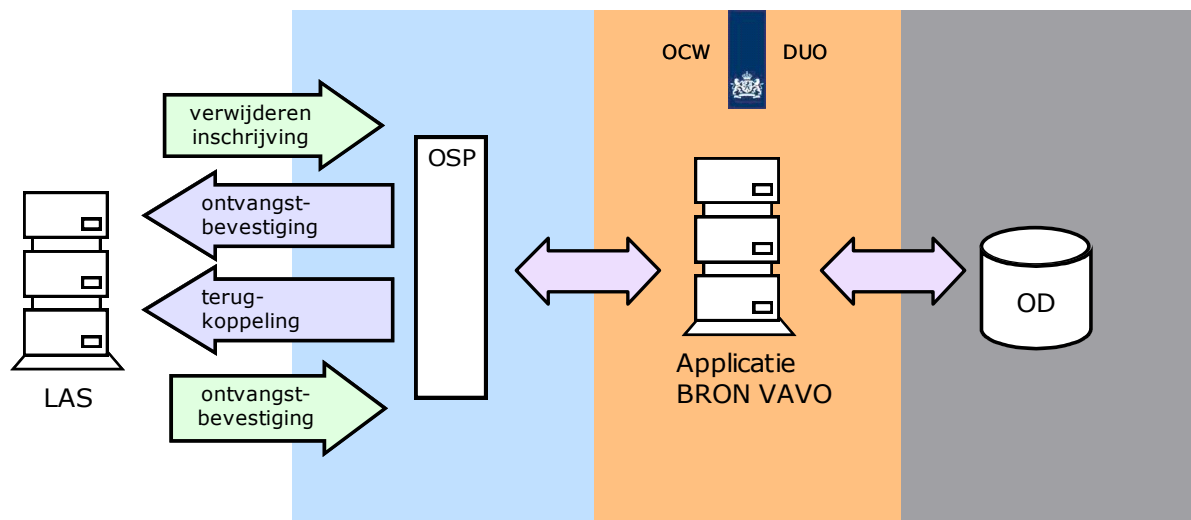 OCW
DUO
verwijderen
inschrijving
OSP
ontvangst-
bevestiging
terug-
koppeling
ontvangst-
bevestiging
LAS
Applicatie
BRON VAVO
OD